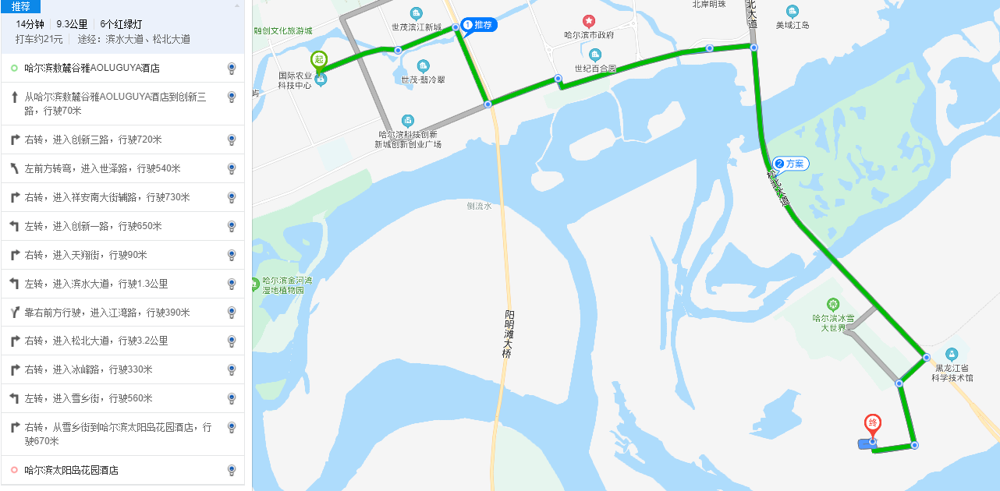 推荐
14分钟 9.3公里 6个红绿灯
打车约21元 途经：滨水大道、松北大道
哈尔滨敖麓谷雅AOLUGUYA酒店
从哈尔滨敖麓谷雅AOLUGUYA酒店到创新三
路，行驶70米
右转，进入创新三路，行驶720米
左前方转弯，进入世泽路，行驶540米
右转，进入祥安南大街辅路，行驶730米
左转，进入创新一路，行驶650米
右转，进入天翔街，行驶90米
左转，进入滨水大道，行驶1.3公里
靠右前方行驶，进入江湾路，行驶390米
右转，进入松北大道，行驶3.2公里
右转，进入冰峰路，行驶330米
左转，进入雪乡街，行驶560米
右转，从雪乡街到哈尔滨太阳岛花园酒店，行
驶670米
哈尔滨太阳岛花园酒店
融创文化旅游城
世茂滨江新城
1 推荐
哈尔滨市政府
北岸明珠
北大道
美域江岛
起
国际农业
科技中心
世茂·翡冷翠
世纪百合园
哈尔滨科技创新
新城创新创业广场
2 方案
松北大道
倒流水
哈尔滨金河湾
湿地植物园
阳明滩大桥
哈尔滨冰雪
大世界
黑龙江省
科学技术馆
终